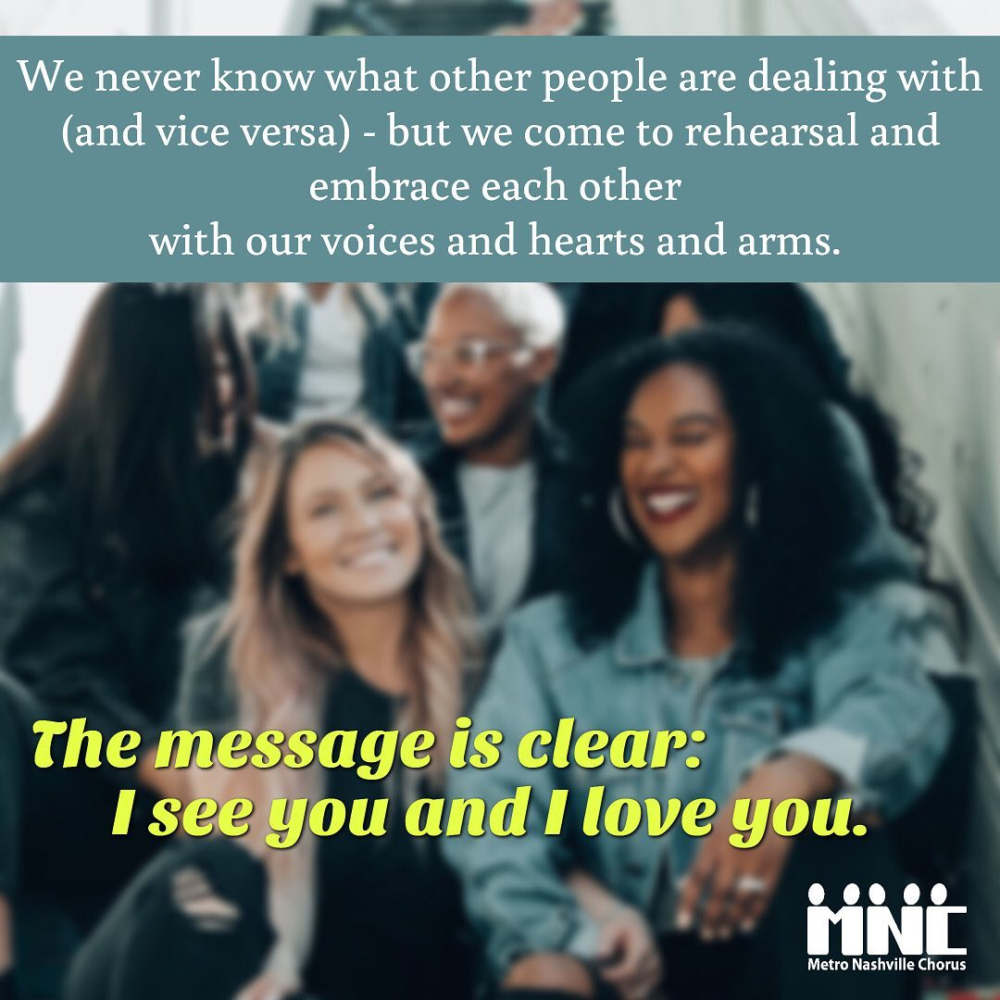 We never know what other people are dealing with
(and vice versa) - but we come to rehearsal and
embrace each other
with our voices and hearts and arms.
The message is clear:
I see you and I love you.
MNC
Metro Nashville Chorus